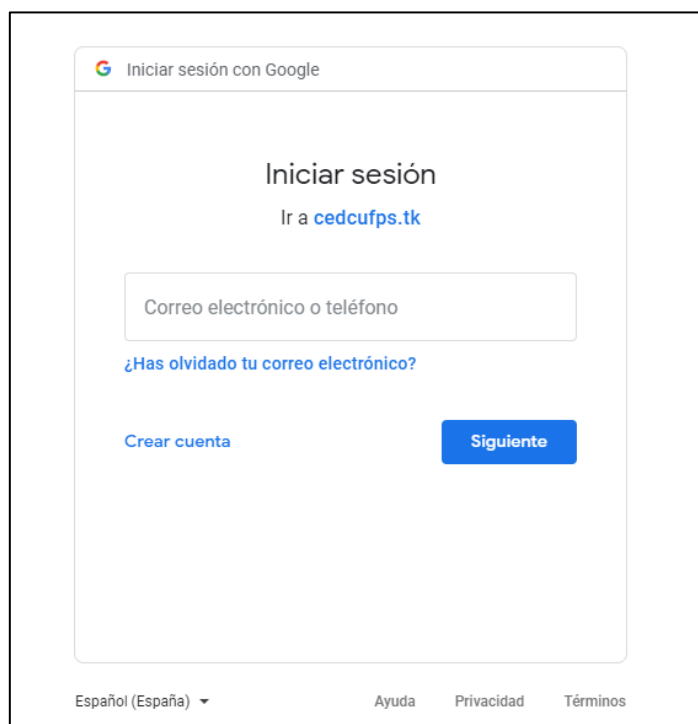 Iniciar sesión con Google
Iniciar sesión
Ir a cedcufps.tk
Correo electrónico o teléfono
¿Has olvidado tu correo electrónico?
Crear cuenta Siguiente
Español (España) Ayuda Privacidad Términos